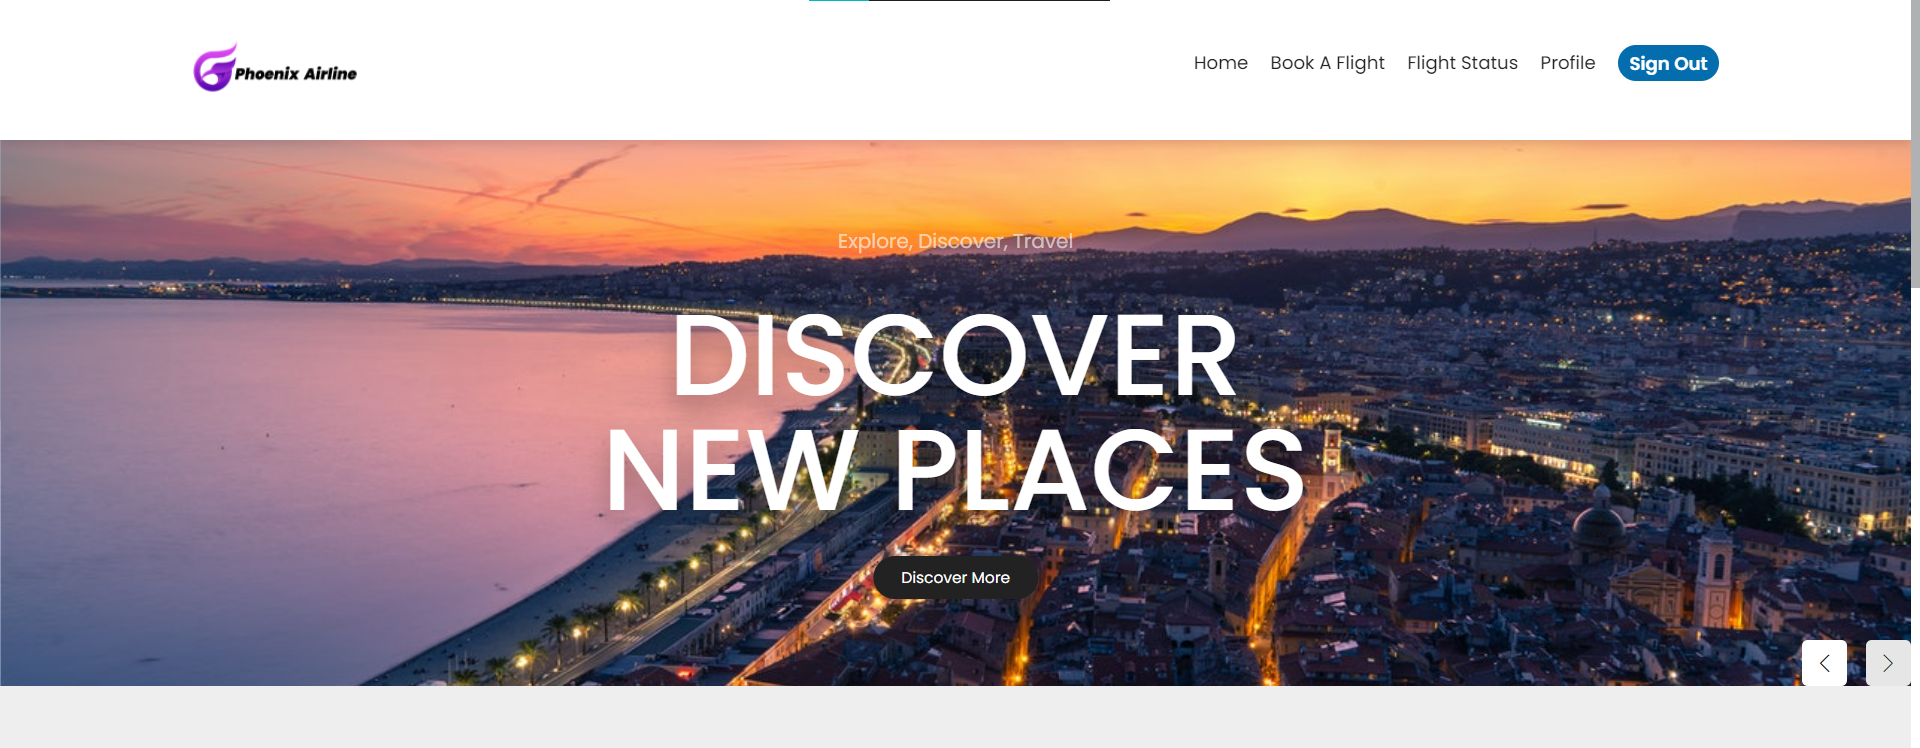 Phoenix Airline
Home Book A Flight Flight Status Profile Sign Out
Explore, Discover, Travel
DISCOVER
NEW PLACES
Discover More